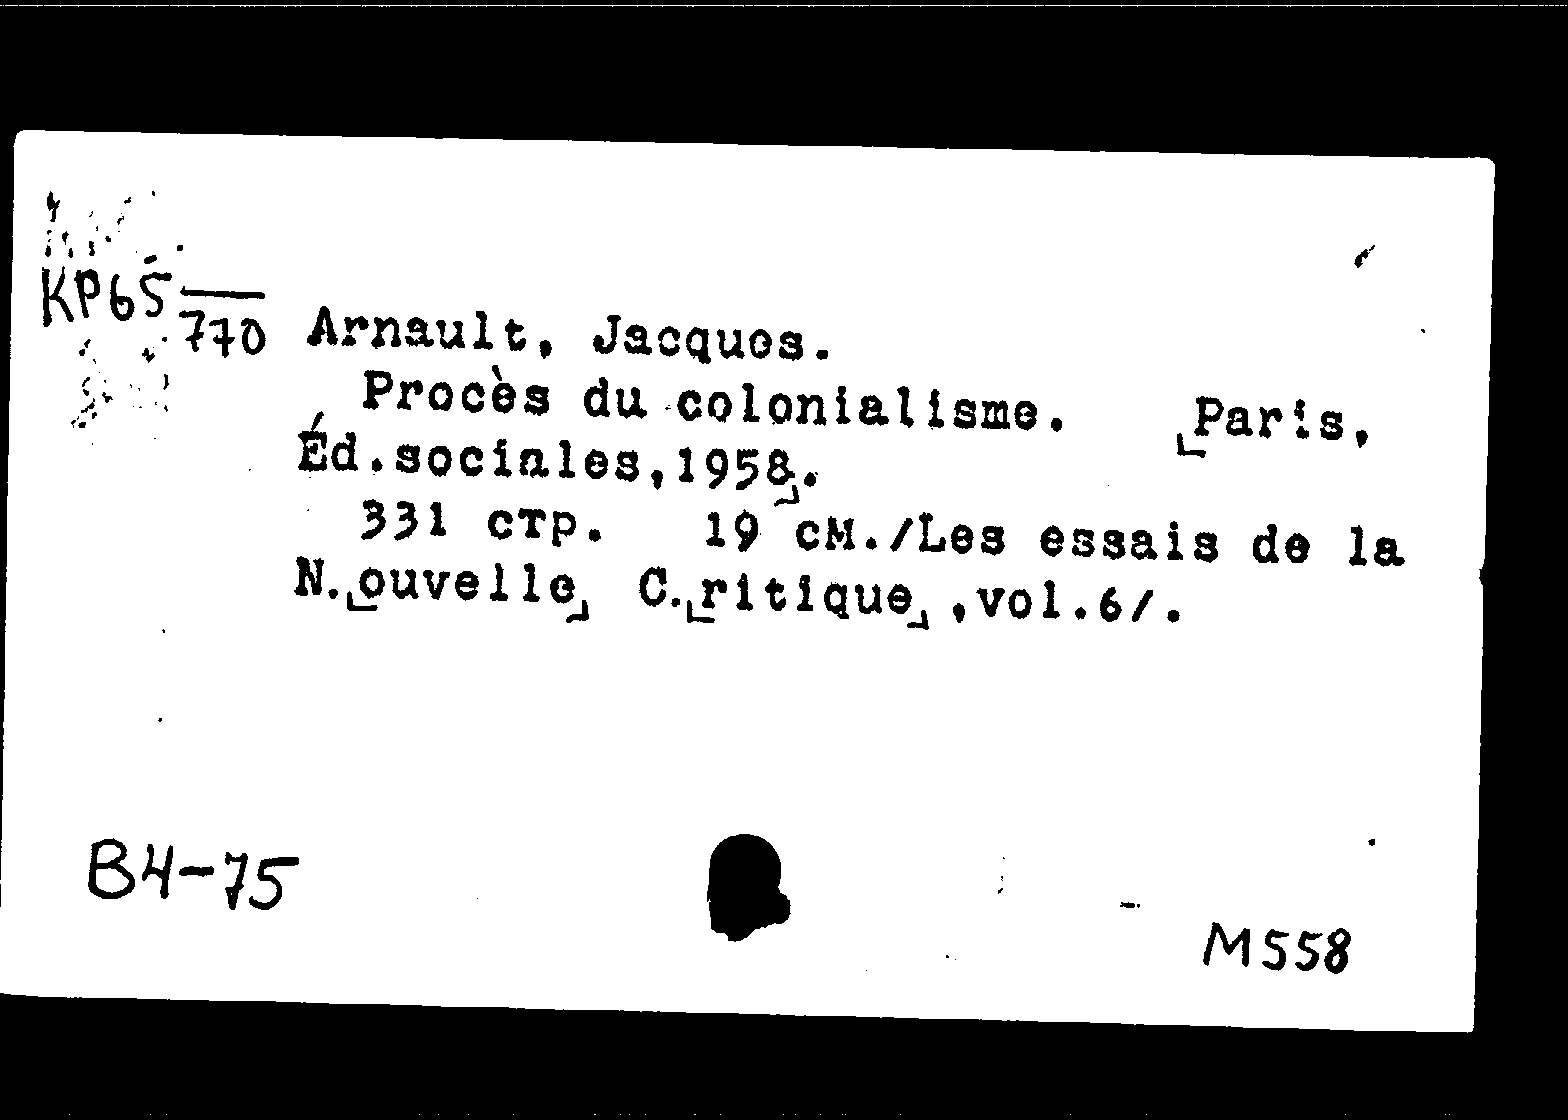 КР65 —
770
Arnault, Jacques.
Procès du colonialisme. [Paris,
Éd.sociales,1958].
331 стр. 19 см./Les essais de la
N.[ouvelle] C.[ritique],vol.6/.
B4-75
M558